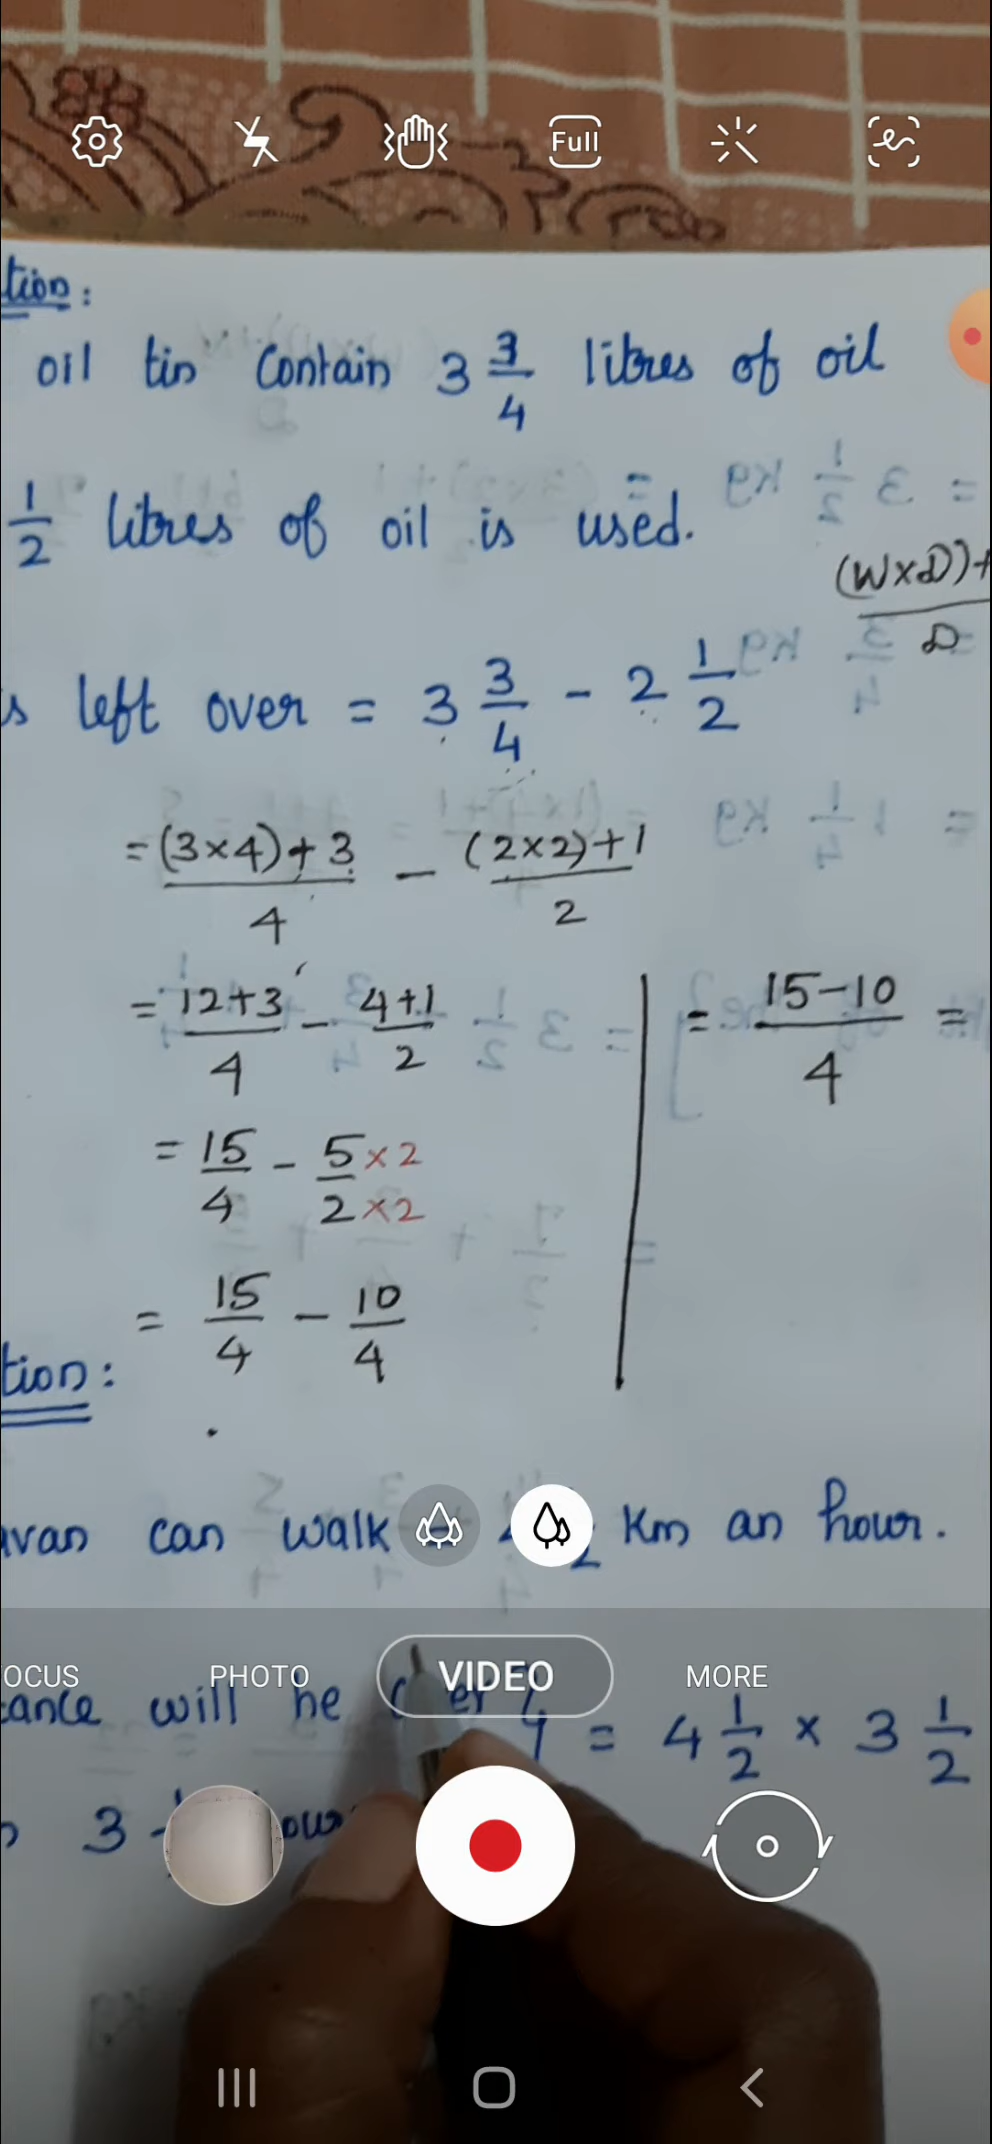 Full
tion:
oil tin Contain 3 3/4 litres of oil
1/2 litres of oil is used.
(W×D)+
D
s left over = 3 3/4 - 2 1/2
= (3×4)+3/4 - (2×2)+1/2
= 12+3/4 - 4+1/2
= 15/4 - 5×2/2×2
= 15/4 - 10/4
= 15-10/4 =
tion:
van can walk Km an hour.
OCUS PHOTO VIDEO MORE
tance will he = 4 1/2 × 3 1/2
3